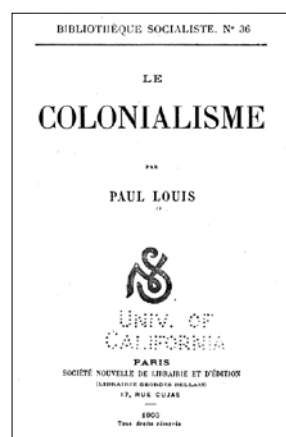 BIBLIOTHÈQUE SOCIALISTE. N° 36
LE
COLONIALISME
PAR
PAUL LOUIS
UNIV. OF
CALIFORNIA
PARIS
SOCIÉTÉ NOUVELLE DE LIBRAIRIE ET D'ÉDITION
(LIBRAIRIE GEORGES BELLAIS)
17, RUE CUJAS
1905
Tous droits réservés